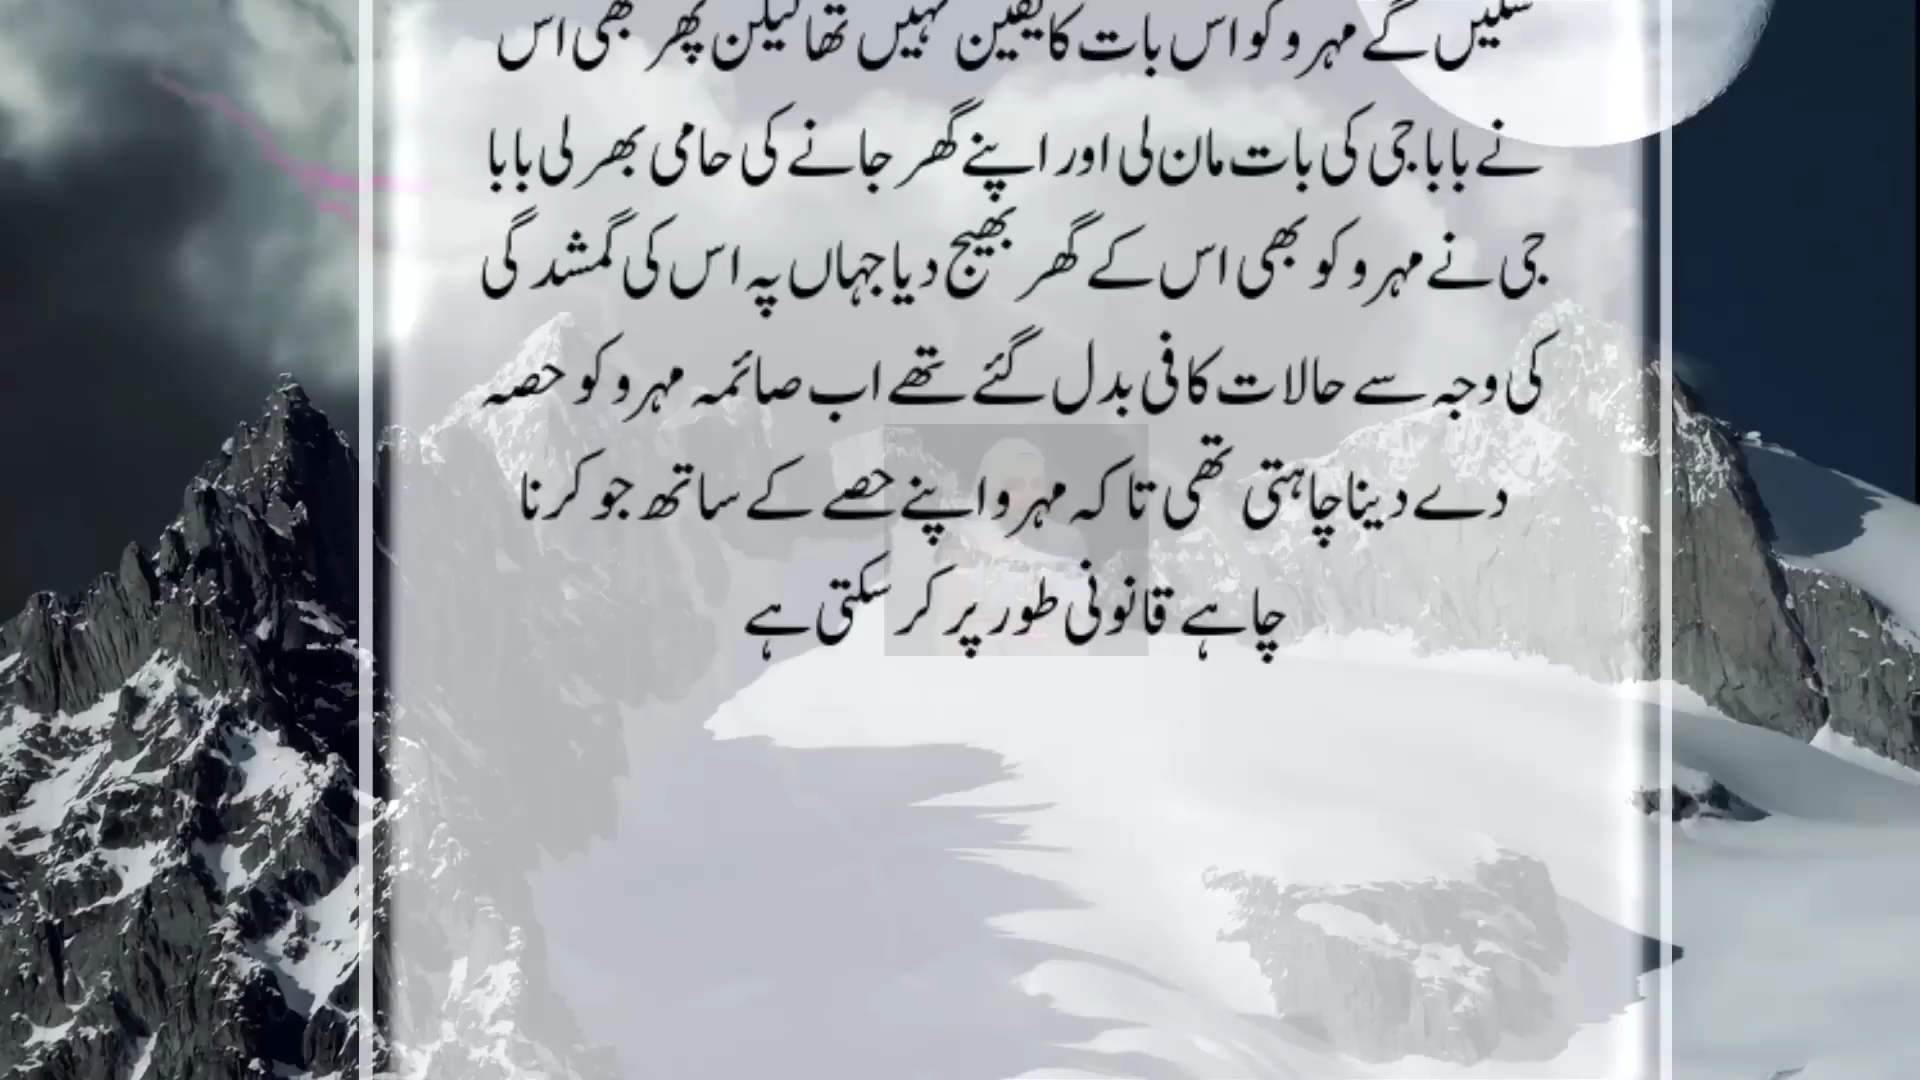 سکیں گے مہرو کو اس بات کا یقین نہیں تھا لیکن پھر بھی اس
نے بابا جی کی بات مان لی اور اپنے گھر جانے کی حامی بھر لی بابا
جی نے مہرو کو بھی اس کے گھر بھیج دیا جہاں پہ اس کی گمشدگی
کی وجہ سے حالات کافی بدل گئے تھے اب صائمہ مہرو کو حصہ
دے دینا چاہتی تھی تاکہ مہرو اپنے حصے کے ساتھ جو کرنا
چاہے قانونی طور پر کر سکتی ہے